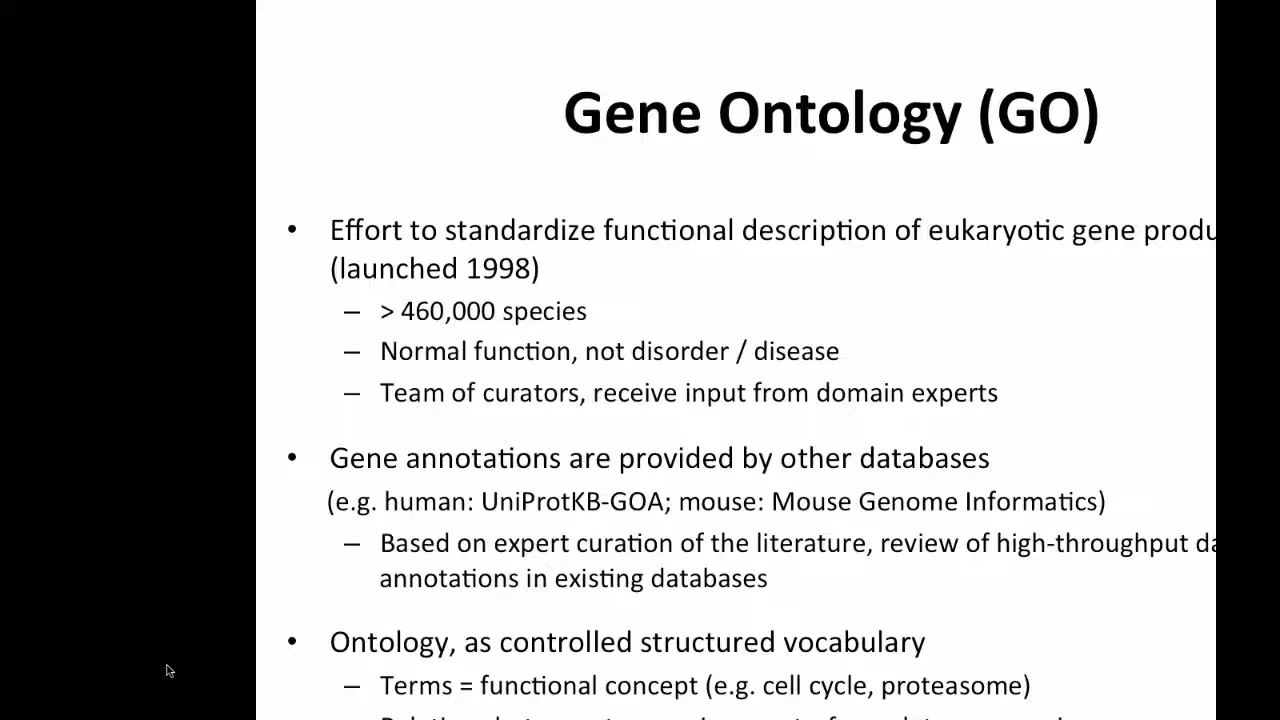 Gene Ontology (GO)
• Effort to standardize functional description of eukaryotic gene produ
(launched 1998)
– > 460,000 species
– Normal function, not disorder / disease
– Team of curators, receive input from domain experts
• Gene annotations are provided by other databases
(e.g. human: UniProtKB-GOA; mouse: Mouse Genome Informatics)
– Based on expert curation of the literature, review of high-throughput da
annotations in existing databases
• Ontology, as controlled structured vocabulary
– Terms = functional concept (e.g. cell cycle, proteasome)